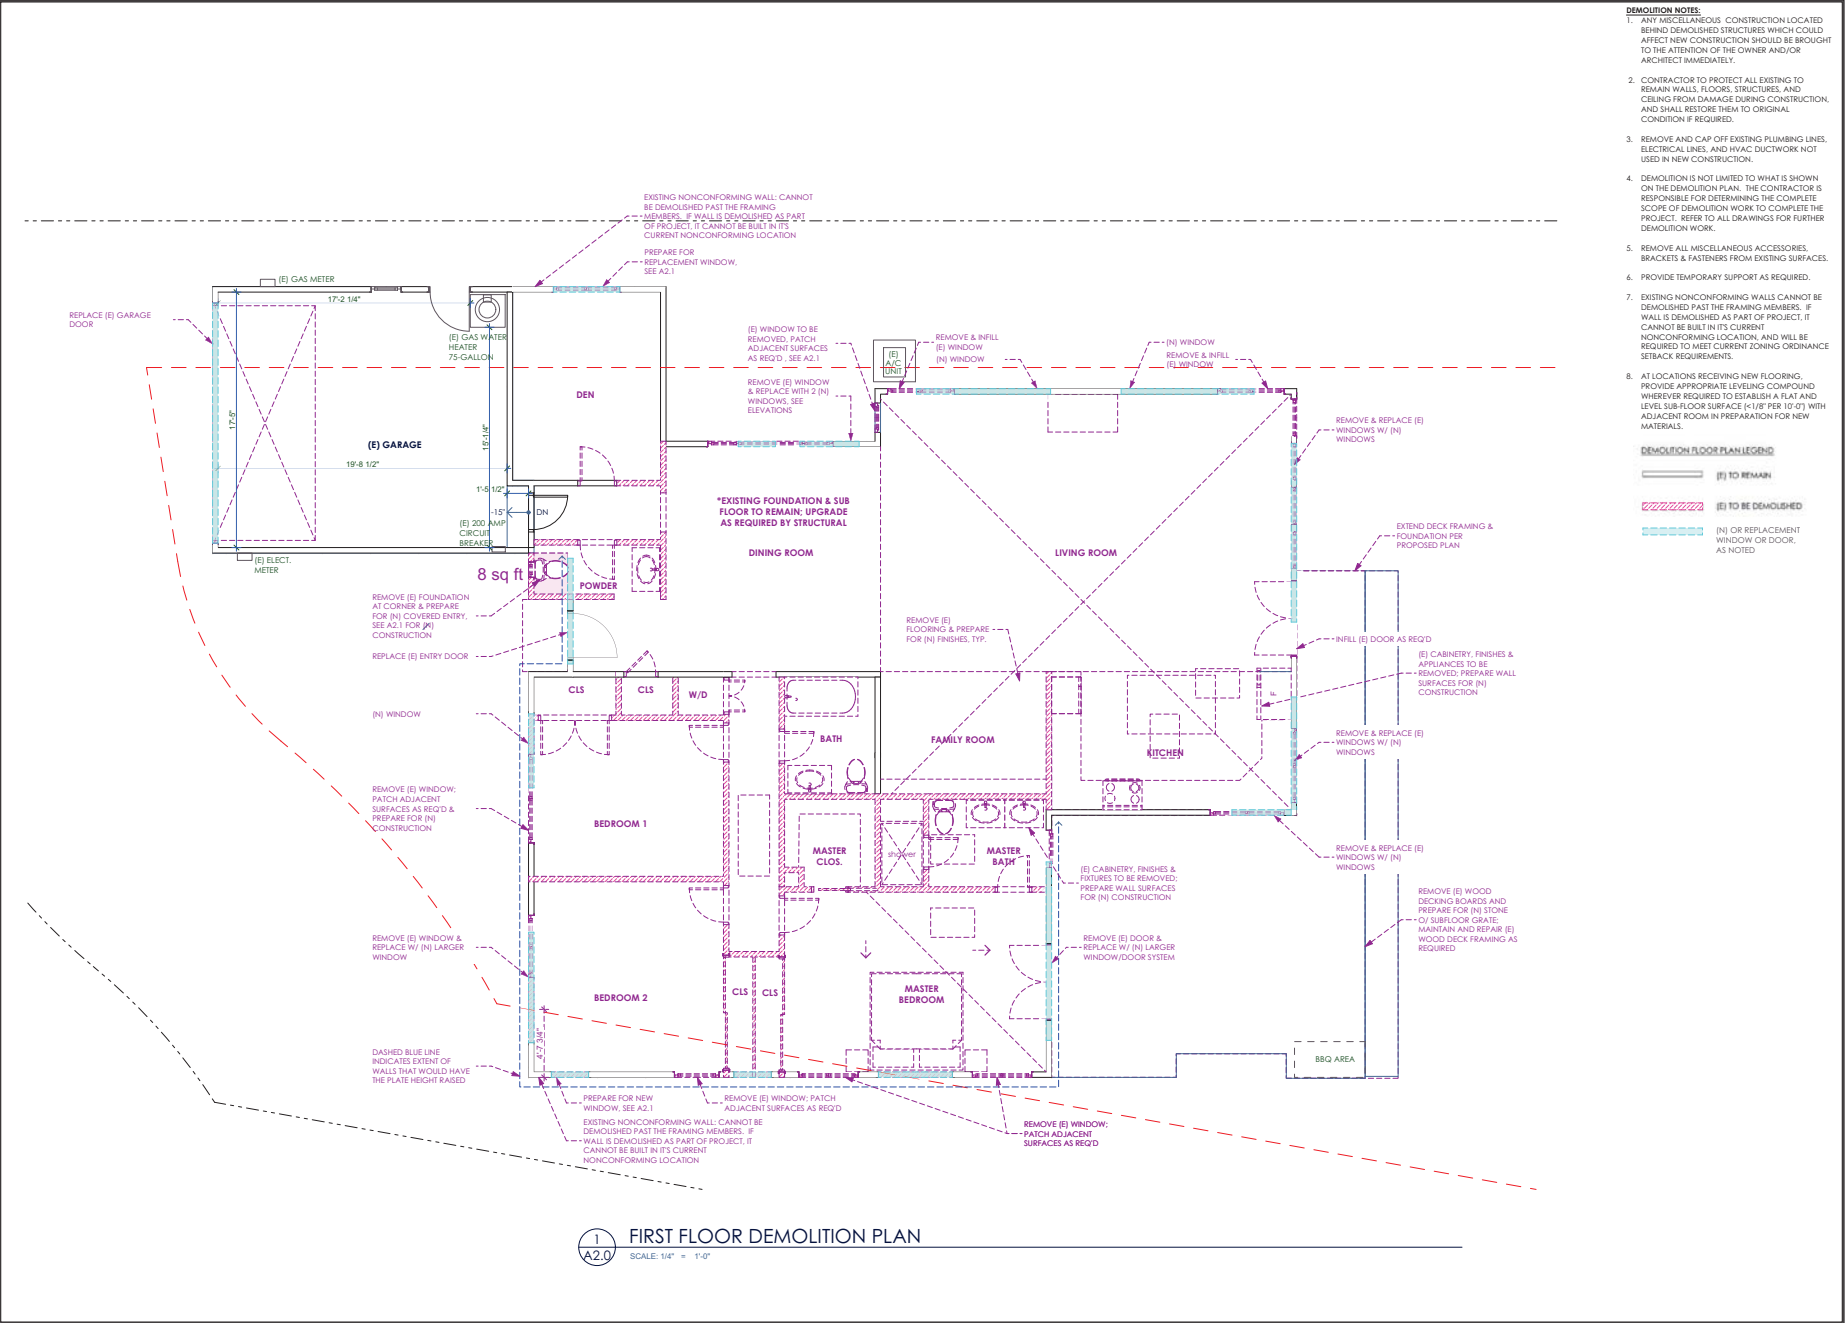 DEMOLITION NOTES:
1. ANY MISCELLANEOUS CONSTRUCTION LOCATED
BEHIND DEMOLISHED STRUCTURES WHICH COULD
AFFECT NEW CONSTRUCTION SHOULD BE BROUGHT
TO THE ATTENTION OF THE OWNER AND/OR
ARCHITECT IMMEDIATELY.
2. CONTRACTOR TO PROTECT ALL EXISTING TO
REMAIN WALLS, FLOORS, STRUCTURES, AND
CEILING FROM DAMAGE DURING CONSTRUCTION,
AND SHALL RESTORE THEM TO ORIGINAL
CONDITION IF REQUIRED.
3. REMOVE AND CAP OFF EXISTING PLUMBING LINES,
ELECTRICAL LINES, AND HVAC DUCTWORK NOT
USED IN NEW CONSTRUCTION.
4. DEMOLITION IS NOT LIMITED TO WHAT IS SHOWN
ON THE DEMOLITION PLAN. THE CONTRACTOR IS
RESPONSIBLE FOR DETERMINING THE COMPLETE
SCOPE OF DEMOLITION WORK TO COMPLETE THE
PROJECT. REFER TO ALL DRAWINGS FOR FURTHER
DEMOLITION WORK.
5. REMOVE ALL MISCELLANEOUS ACCESSORIES,
BRACKETS & FASTENERS FROM EXISTING SURFACES.
6. PROVIDE TEMPORARY SUPPORT AS REQUIRED.
7. EXISTING NONCONFORMING WALLS CANNOT BE
DEMOLISHED PAST THE FRAMING MEMBERS. IF
WALL IS DEMOLISHED AS PART OF PROJECT, IT
CANNOT BE BUILT IN IT'S CURRENT
NONCONFORMING LOCATION, AND WILL BE
REQUIRED TO MEET CURRENT ZONING ORDINANCE
SETBACK REQUIREMENTS.
8. AT LOCATIONS RECEIVING NEW FLOORING,
PROVIDE APPROPRIATE LEVELING COMPOUND
WHEREVER REQUIRED TO ESTABLISH A FLAT AND
LEVEL SUB-FLOOR SURFACE (<1/8" PER 10'-0") WITH
ADJACENT ROOM IN PREPARATION FOR NEW
MATERIALS.
DEMOLITION FLOOR PLAN LEGEND
(E) TO REMAIN
(E) TO BE DEMOLISHED
(N) OR REPLACEMENT
WINDOW OR DOOR,
AS NOTED
EXISTING NONCONFORMING WALL: CANNOT
BE DEMOLISHED PAST THE FRAMING
MEMBERS. IF WALL IS DEMOLISHED AS PART
OF PROJECT, IT CANNOT BE BUILT IN IT'S
CURRENT NONCONFORMING LOCATION
PREPARE FOR
REPLACEMENT WINDOW,
SEE A2.1
(E) GAS METER
17'-2 1/4"
REPLACE (E) GARAGE
DOOR
(E) GAS WATER
HEATER
75-GALLON
(E) WINDOW TO BE
REMOVED, PATCH
ADJACENT SURFACES
AS REQ'D , SEE A2.1
REMOVE (E) WINDOW
& REPLACE WITH 2 (N)
WINDOWS, SEE
ELEVATIONS
(E)
A/C
UNIT
REMOVE & INFILL
(E) WINDOW
(N) WINDOW
(N) WINDOW
REMOVE & INFILL
(E) WINDOW
REMOVE & REPLACE (E)
WINDOWS W/ (N)
WINDOWS
DEN
17'-5"
15'-1/4"
(E) GARAGE
19'-8 1/2"
1'-5 1/2"
-15"
DN
(E) 200 AMP
CIRCUIT
BREAKER
(E) ELECT.
METER
*EXISTING FOUNDATION & SUB
FLOOR TO REMAIN; UPGRADE
AS REQUIRED BY STRUCTURAL
DINING ROOM
LIVING ROOM
EXTEND DECK FRAMING &
FOUNDATION PER
PROPOSED PLAN
8 sq ft
POWDER
REMOVE (E) FOUNDATION
AT CORNER & PREPARE
FOR (N) COVERED ENTRY,
SEE A2.1 FOR (N)
CONSTRUCTION
REPLACE (E) ENTRY DOOR
REMOVE (E)
FLOORING & PREPARE
FOR (N) FINISHES, TYP.
INFILL (E) DOOR AS REQ'D
(E) CABINETRY, FINISHES &
APPLIANCES TO BE
REMOVED; PREPARE WALL
SURFACES FOR (N)
CONSTRUCTION
CLS
CLS
W/D
F
(N) WINDOW
BATH
FAMILY ROOM
KITCHEN
REMOVE & REPLACE (E)
WINDOWS W/ (N)
WINDOWS
REMOVE (E) WINDOW;
PATCH ADJACENT
SURFACES AS REQ'D &
PREPARE FOR (N)
CONSTRUCTION
BEDROOM 1
MASTER
CLOS.
shower
MASTER
BATH
(E) CABINETRY, FINISHES &
FIXTURES TO BE REMOVED;
PREPARE WALL SURFACES
FOR (N) CONSTRUCTION
REMOVE & REPLACE (E)
WINDOWS W/ (N)
WINDOWS
REMOVE (E) WOOD
DECKING BOARDS AND
PREPARE FOR (N) STONE
O/ SUBFLOOR GRATE;
MAINTAIN AND REPAIR (E)
WOOD DECK FRAMING AS
REQUIRED
REMOVE (E) WINDOW &
REPLACE W/ (N) LARGER
WINDOW
REMOVE (E) DOOR &
REPLACE W/ (N) LARGER
WINDOW/DOOR SYSTEM
BEDROOM 2
CLS
CLS
MASTER
BEDROOM
4'-7 3/4"
BBQ AREA
DASHED BLUE LINE
INDICATES EXTENT OF
WALLS THAT WOULD HAVE
THE PLATE HEIGHT RAISED
PREPARE FOR NEW
WINDOW, SEE A2.1
REMOVE (E) WINDOW; PATCH
ADJACENT SURFACES AS REQ'D
EXISTING NONCONFORMING WALL: CANNOT BE
DEMOLISHED PAST THE FRAMING MEMBERS. IF
WALL IS DEMOLISHED AS PART OF PROJECT, IT
CANNOT BE BUILT IN IT'S CURRENT
NONCONFORMING LOCATION
REMOVE (E) WINDOW;
PATCH ADJACENT
SURFACES AS REQ'D
1
A2.0
FIRST FLOOR DEMOLITION PLAN
SCALE: 1/4" = 1'-0"